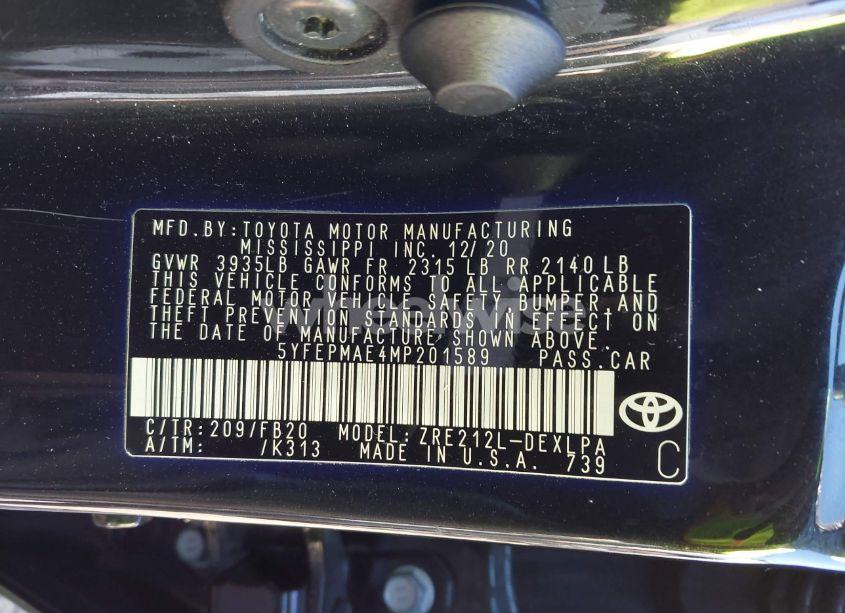 MFD. BY: TOYOTA MOTOR MANUFACTURING
MISSISSIPPI INC. 12/20
GVWR 3935LB GAWR FR 2315 LB RR 2140 LB
THIS VEHICLE CONFORMS TO ALL APPLICABLE
FEDERAL MOTOR VEHICLE SAFETY, BUMPER AND
THEFT PREVENTION STANDARDS IN EFFECT ON
THE DATE OF MANUFACTURE SHOWN ABOVE.
5YFEPMAE4MP201589 PASS. CAR
C/TR: 209/FB20 MODEL: ZRE212L-DEXLPA
A/TM: /K313 MADE IN U.S.A. 739
C